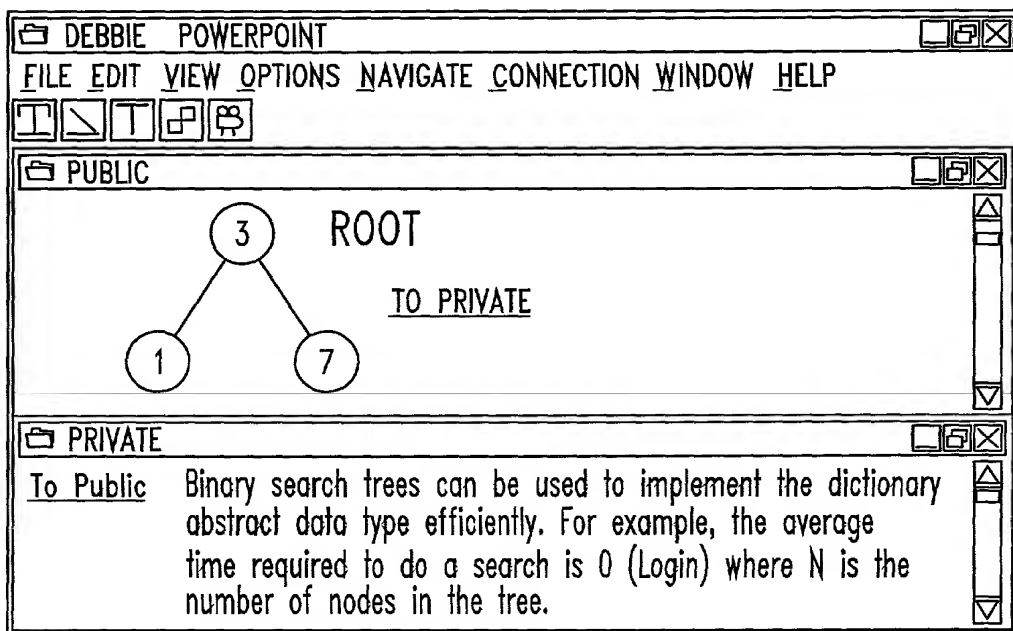 DEBBIE POWERPOINT
FILE EDIT VIEW OPTIONS NAVIGATE CONNECTION WINDOW HELP
T T
PUBLIC
3 ROOT
TO PRIVATE
1 7
PRIVATE
To Public Binary search trees can be used to implement the dictionary
abstract data type efficiently. For example, the average
time required to do a search is O (Login) where N is the
number of nodes in the tree.